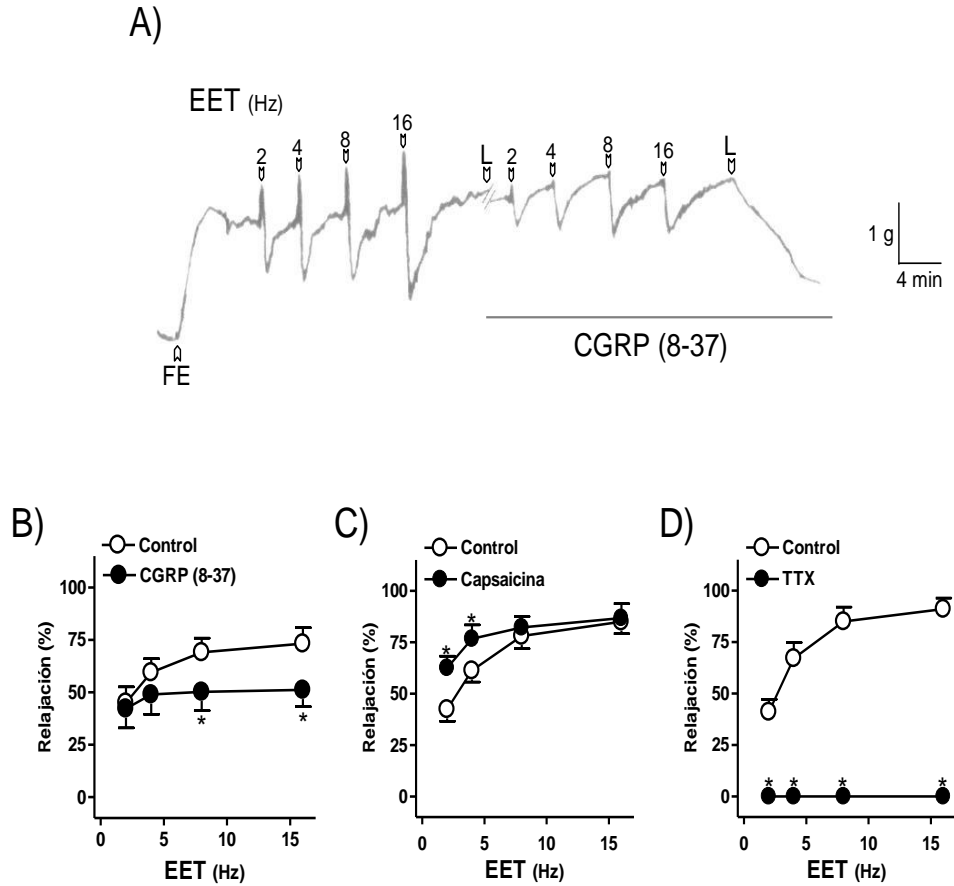 A)
EET (Hz)
2 4 8 16 L 2 4 8 16 L
1 g
4 min
CGRP (8-37)
FE
B)
Control
CGRP (8-37)
Relajación (%)
100
75
50
25
0
* *
0 5 10 15
EET (Hz)
C)
Control
Capsaicina
Relajación (%)
100
75
50
25
0
* *
0 5 10 15
EET (Hz)
D)
Control
TTX
Relajación (%)
100
75
50
25
0
* * * *
0 5 10 15
EET (Hz)